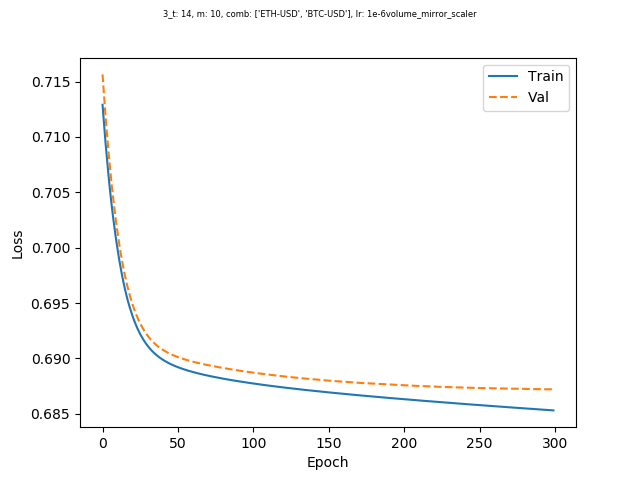 3_t: 14, m: 10, comb: ['ETH-USD', 'BTC-USD'], lr: 1e-6volume_mirror_scaler
Train
Val
0.715
0.710
0.705
0.700
0.695
0.690
0.685
Loss
0 50 100 150 200 250 300
Epoch